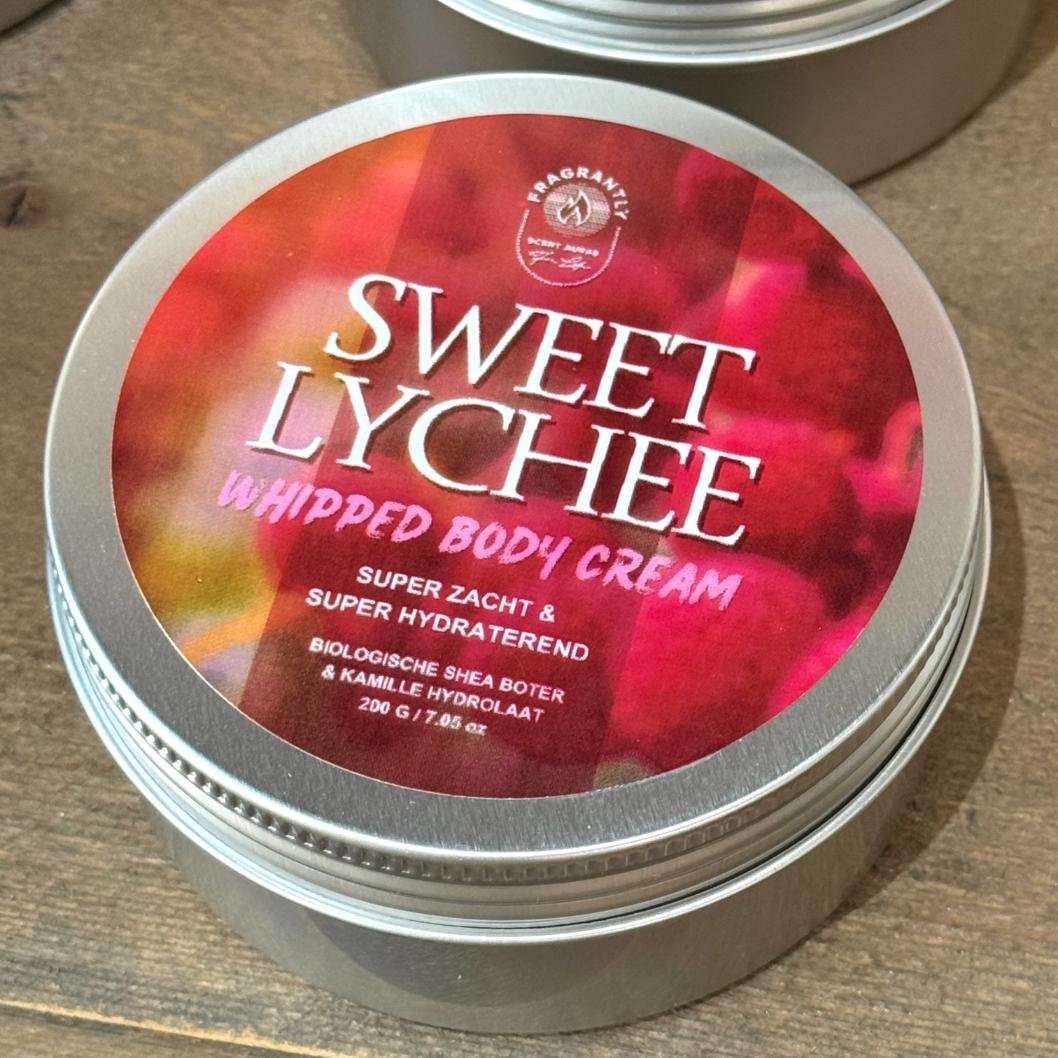 FRAGRANTLY
SCENT AURAS
SWEET
LYCHEE
WHIPPED BODY CREAM
SUPER ZACHT &
SUPER HYDRATEREND
BIOLOGISCHE SHEA BOTER
& KAMILLE HYDROLAAT
200 G / 7.05 oz